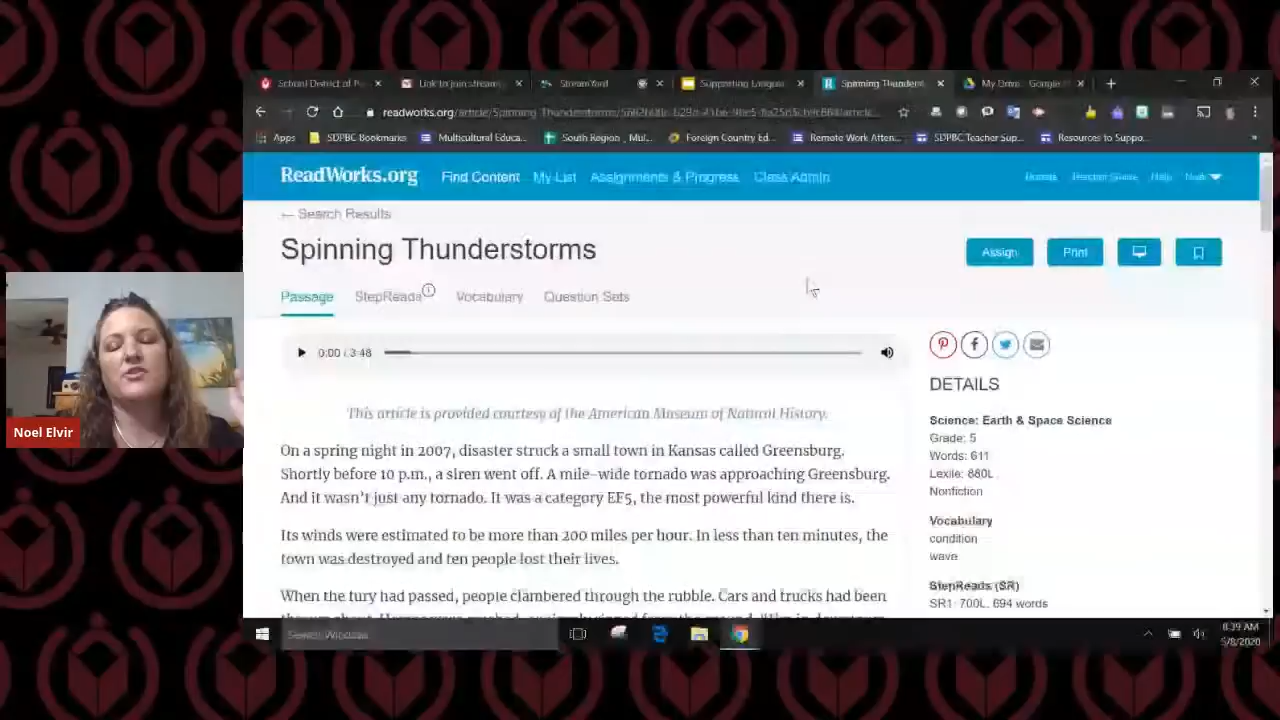 School District of P
Link to join stream
StreamYard
Supporting Unique
Spinning Thunderst
My Drive - Google
readworks.org/article/Spinning-Thunderstorms/
Apps
SDPBC Bookmarks
Multicultural Educa...
South Region _ Mul...
Foreign Country Ed...
Remote Work Atten...
SDPBC Teacher Sup...
Resources to Suppo...
ReadWorks.org
Find Content
My List
Assignments & Progress
Class Admin
Donate
Teacher Guide
Help
Noel
← Search Results
Spinning Thunderstorms
Assign
Print
Passage
StepReads
Vocabulary
Question Sets
0:00 / 3:48
This article is provided courtesy of the American Museum of Natural History.
On a spring night in 2007, disaster struck a small town in Kansas called Greensburg.
Shortly before 10 p.m., a siren went off. A mile-wide tornado was approaching Greensburg.
And it wasn't just any tornado. It was a category EF5, the most powerful kind there is.
Its winds were estimated to be more than 200 miles per hour. In less than ten minutes, the
town was destroyed and ten people lost their lives.
When the fury had passed, people clambered through the rubble. Cars and trucks had been
DETAILS
Science: Earth & Space Science
Grade: 5
Words: 611
Lexile: 880L
Nonfiction
Vocabulary
condition
wave
StepReads (SR)
SR1: 700L, 694 words
Noel Elvir
Search Windows
8:39 AM
5/8/2020